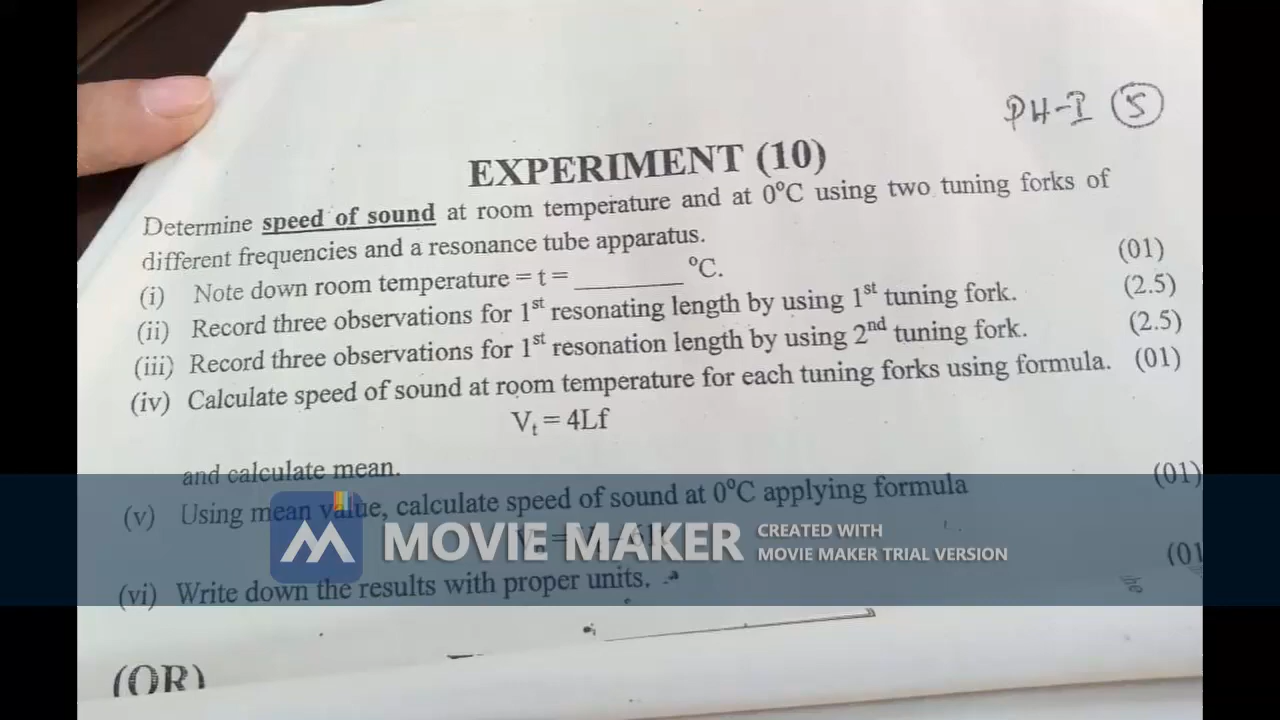 PH-I 5
EXPERIMENT (10)
Determine speed of sound at room temperature and at 0°C using two tuning forks of
different frequencies and a resonance tube apparatus.
(i) Note down room temperature = t = ________ °C. (01)
(ii) Record three observations for 1st resonating length by using 1st tuning fork. (2.5)
(iii) Record three observations for 1st resonation length by using 2nd tuning fork. (2.5)
(iv) Calculate speed of sound at room temperature for each tuning forks using formula. (01)
Vt = 4Lf
and calculate mean. (01)
(v) Using mean value, calculate speed of sound at 0°C applying formula
MOVIE MAKER
CREATED WITH
MOVIE MAKER TRIAL VERSION
(vi) Write down the results with proper units. (01
(OR)